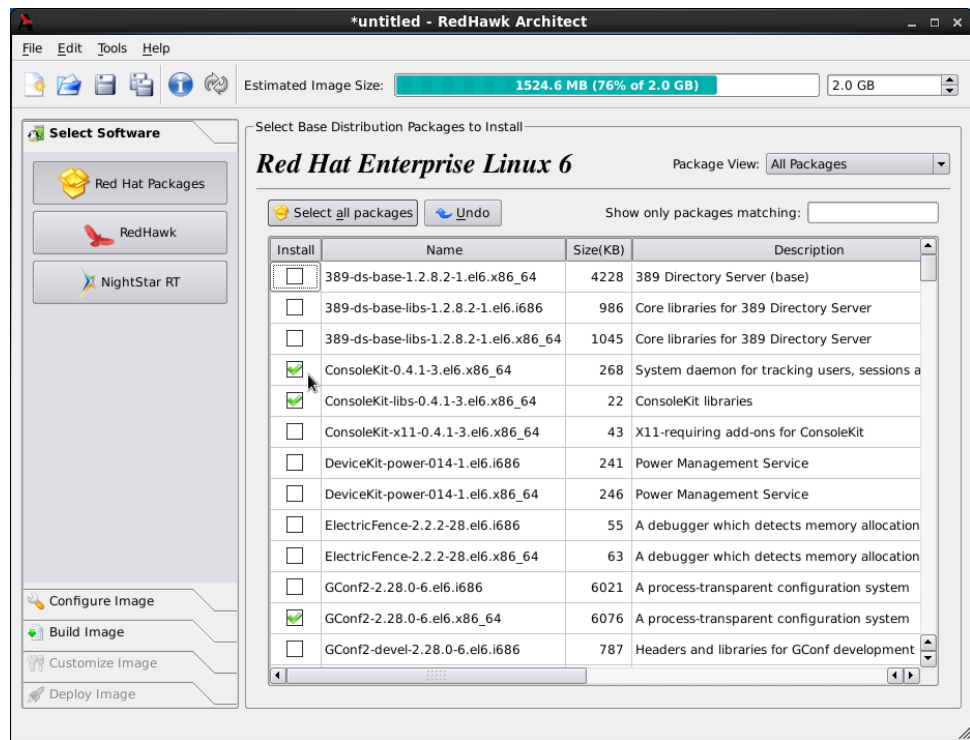 *untitled - RedHawk Architect
File Edit Tools Help
Estimated Image Size: 1524.6 MB (76% of 2.0 GB) 2.0 GB
Select Software
Red Hat Packages
RedHawk
NightStar RT
Configure Image
Build Image
Customize Image
Deploy Image
Select Base Distribution Packages to Install
Red Hat Enterprise Linux 6
Package View: All Packages
Select all packages Undo Show only packages matching:
Install Name Size(KB) Description
389-ds-base-1.2.8.2-1.el6.x86_64 4228 389 Directory Server (base)
389-ds-base-libs-1.2.8.2-1.el6.i686 986 Core libraries for 389 Directory Server
389-ds-base-libs-1.2.8.2-1.el6.x86_64 1045 Core libraries for 389 Directory Server
ConsoleKit-0.4.1-3.el6.x86_64 268 System daemon for tracking users, sessions a
ConsoleKit-libs-0.4.1-3.el6.x86_64 22 ConsoleKit libraries
ConsoleKit-x11-0.4.1-3.el6.x86_64 43 X11-requiring add-ons for ConsoleKit
DeviceKit-power-014-1.el6.i686 241 Power Management Service
DeviceKit-power-014-1.el6.x86_64 246 Power Management Service
ElectricFence-2.2.2-28.el6.i686 55 A debugger which detects memory allocation
ElectricFence-2.2.2-28.el6.x86_64 63 A debugger which detects memory allocation
GConf2-2.28.0-6.el6.i686 6021 A process-transparent configuration system
GConf2-2.28.0-6.el6.x86_64 6076 A process-transparent configuration system
GConf2-devel-2.28.0-6.el6.i686 787 Headers and libraries for GConf development